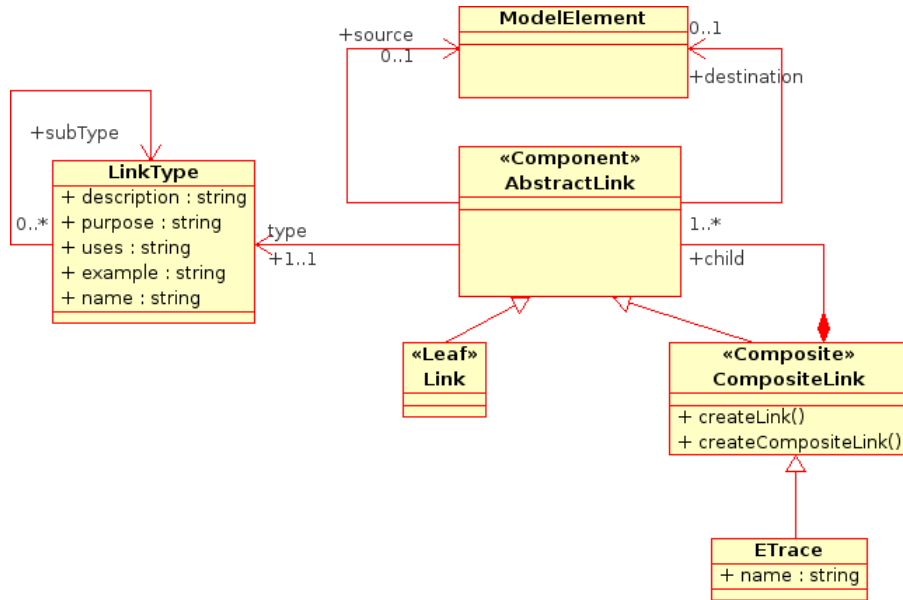 ModelElement
+source
0..1
0..1
+destination
+subType
LinkType
+ description : string
+ purpose : string
+ uses : string
+ example : string
+ name : string
0..*
«Component»
AbstractLink
type
+1..1
1..*
+child
«Leaf»
Link
«Composite»
CompositeLink
+ createLink()
+ createCompositeLink()
ETrace
+ name : string